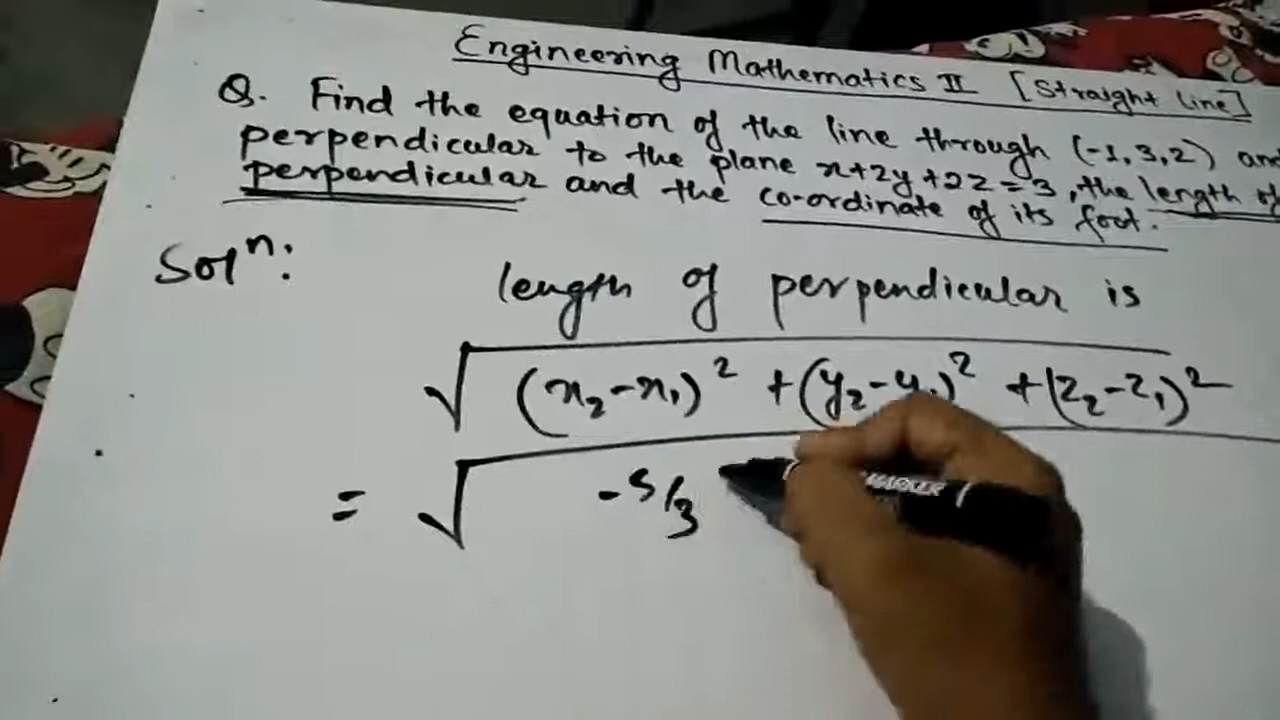 Engineering Mathematics II [Straight Line]
Q. Find the equation of the line through (-1,3,2) and
perpendicular to the plane x+2y+2z=3, the length of
perpendicular and the co-ordinate of its foot.
Solⁿ:
length of perpendicular is
√(x₂-x₁)² + (y₂-y₁)² + (z₂-z₁)²
= √ -5/3
MARKER